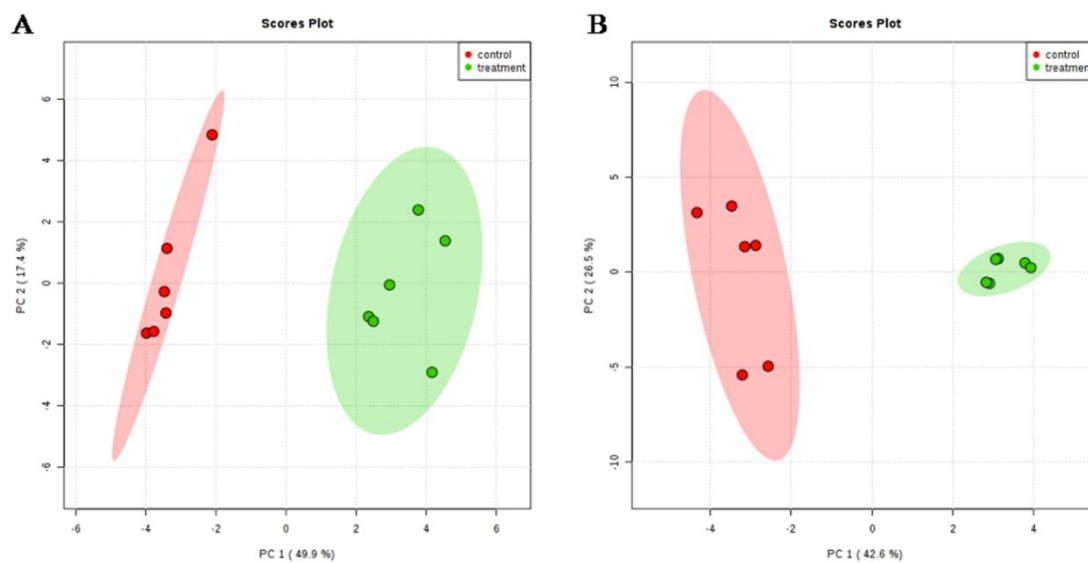 A
Scores Plot
control
treatment
6
4
2
0
-2
-4
-6
PC 2 ( 17.4 %)
-6 -4 -2 0 2 4 6
PC 1 ( 49.9 %)
B
Scores Plot
control
treatment
10
5
0
-5
-10
PC 2 ( 26.5 %)
-4 -2 0 2 4
PC 1 ( 42.6 %)